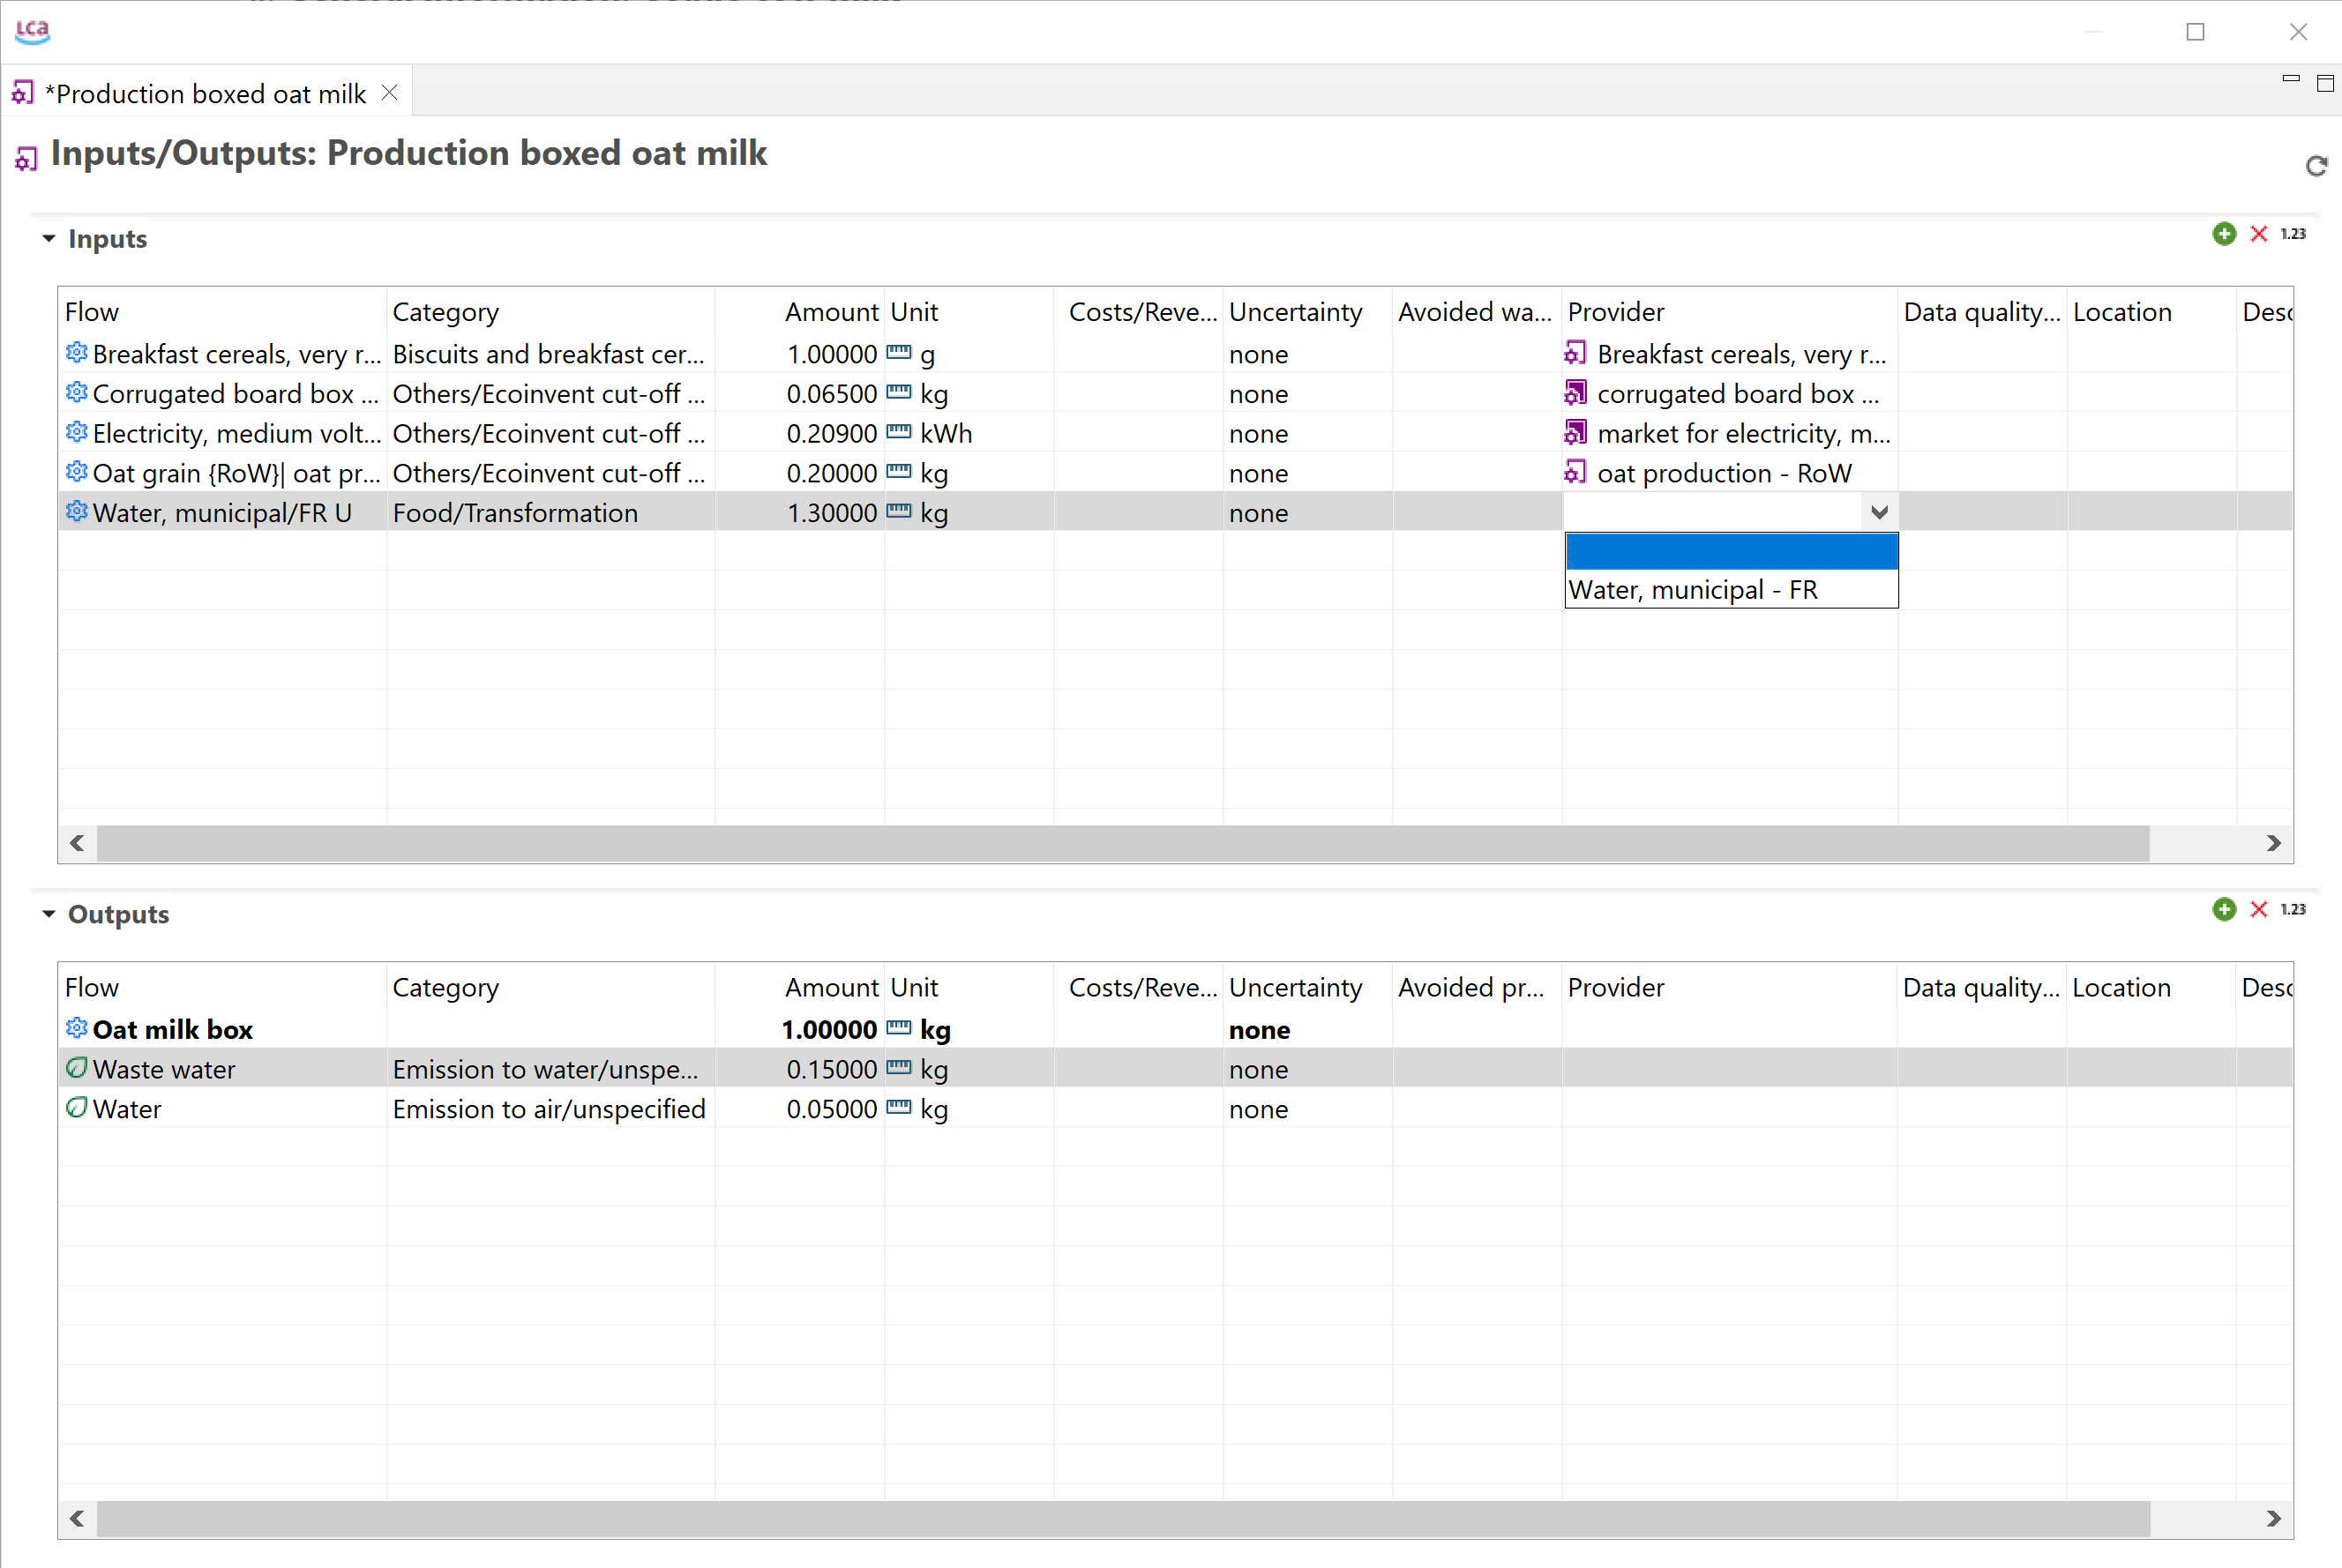 LCA
*Production boxed oat milk
Inputs/Outputs: Production boxed oat milk
Inputs
1.23
Flow Category Amount Unit Costs/Reve... Uncertainty Avoided wa... Provider Data quality... Location Desc
Breakfast cereals, very r... Biscuits and breakfast cer... 1.00000 g none Breakfast cereals, very r...
Corrugated board box ... Others/Ecoinvent cut-off ... 0.06500 kg none corrugated board box ...
Electricity, medium volt... Others/Ecoinvent cut-off ... 0.20900 kWh none market for electricity, m...
Oat grain {RoW}| oat pr... Others/Ecoinvent cut-off ... 0.20000 kg none oat production - RoW
Water, municipal/FR U Food/Transformation 1.30000 kg none
Water, municipal - FR
Outputs
1.23
Flow Category Amount Unit Costs/Reve... Uncertainty Avoided pr... Provider Data quality... Location Desc
Oat milk box 1.00000 kg none
Waste water Emission to water/unspe... 0.15000 kg none
Water Emission to air/unspecified 0.05000 kg none